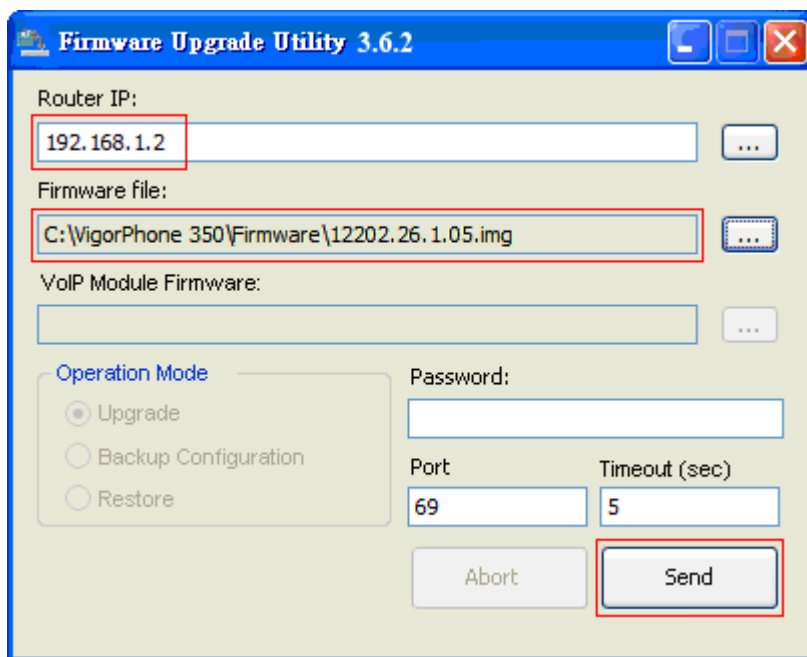 Firmware Upgrade Utility 3.6.2
Router IP:
192.168.1.2
...
Firmware file:
C:\VigorPhone 350\Firmware\12202.26.1.05.img
...
VoIP Module Firmware:
...
Operation Mode
Upgrade
Backup Configuration
Restore
Password:
Port
Timeout (sec)
69
5
Abort
Send